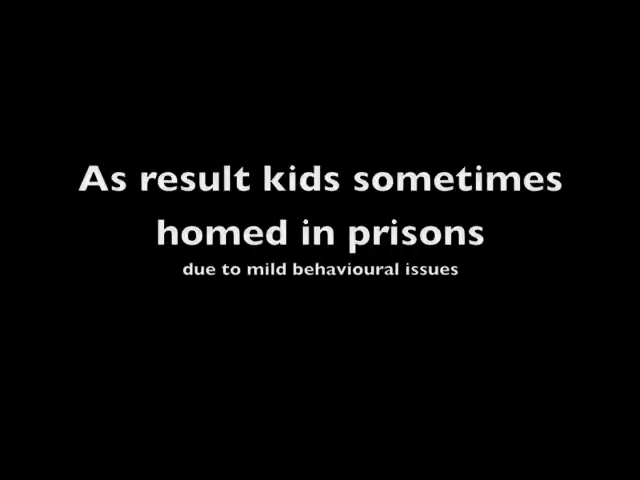 As result kids sometimes
homed in prisons
due to mild behavioural issues